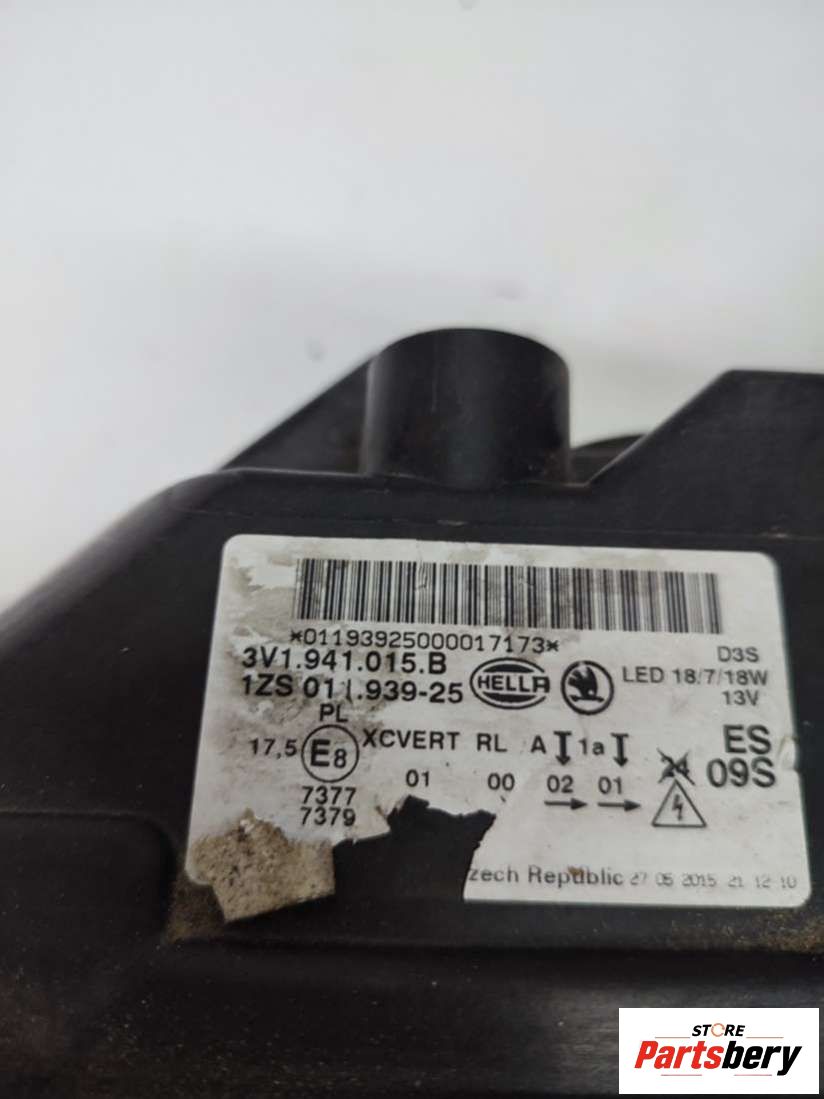 *01193925000017173*
3V1.941.015.B
1ZS 011.939-25
HELLA
D3S
LED 18/7/18W
13V
PL
17,5 E8 XCVERT RL A 1a
ES
01 00 02 01
24 09S
7377
7379
zech Republic 27 05 2015 21 12 10
STORE
Partsbery